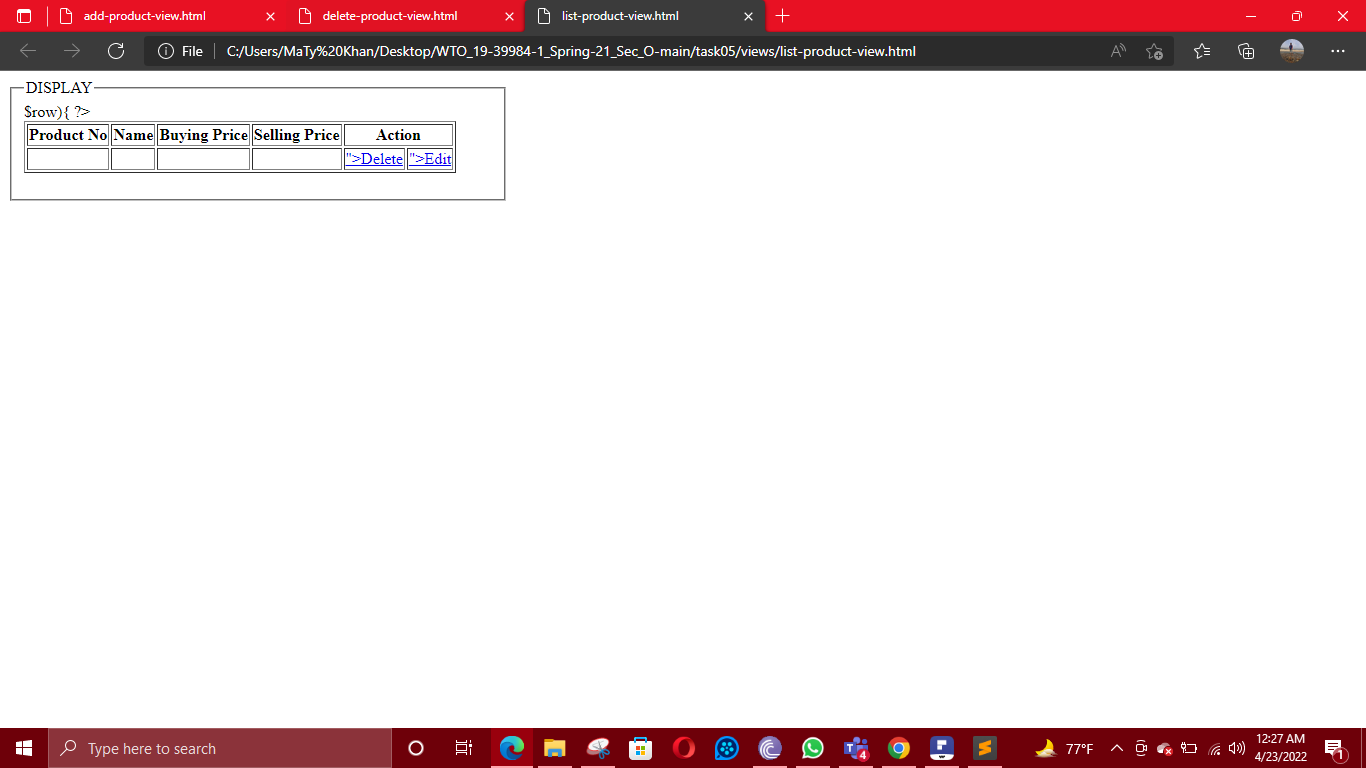 add-product-view.html
delete-product-view.html
list-product-view.html
File
C:/Users/MaTy%20Khan/Desktop/WTO_19-39984-1_Spring-21_Sec_O-main/task05/views/list-product-view.html
DISPLAY
$row){ ?>
Product No Name Buying Price Selling Price Action
">Delete ">Edit
Type here to search
4
77°F
12:27 AM
4/23/2022
1